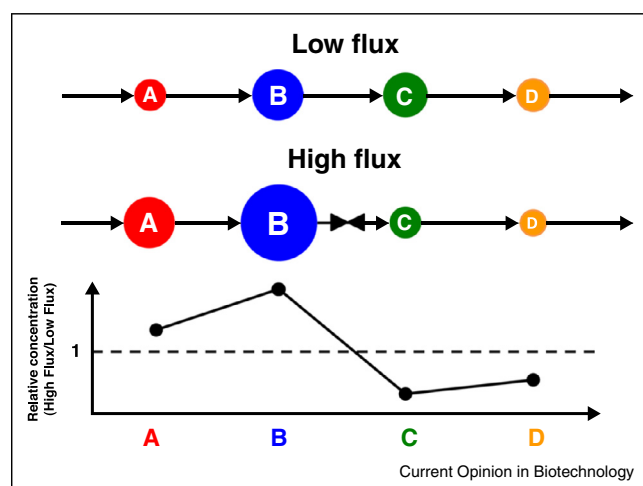 Low flux
A B C D
High flux
A B C D
Relative concentration
(High Flux/Low Flux)
1
A B C D
Current Opinion in Biotechnology